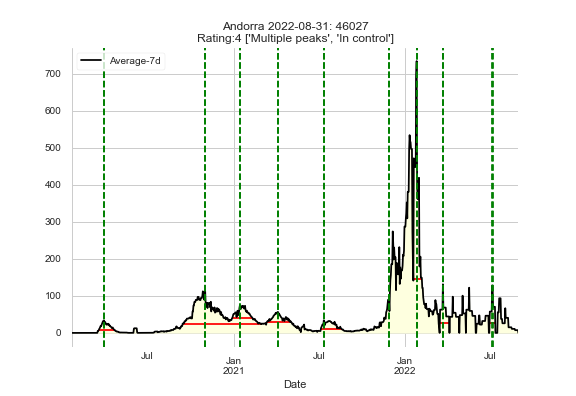 Andorra 2022-08-31: 46027
Rating:4 ['Multiple peaks', 'In control']
Average-7d
700
600
500
400
300
200
100
0
Jul
Jan
2021
Jul
Jan
2022
Jul
Date